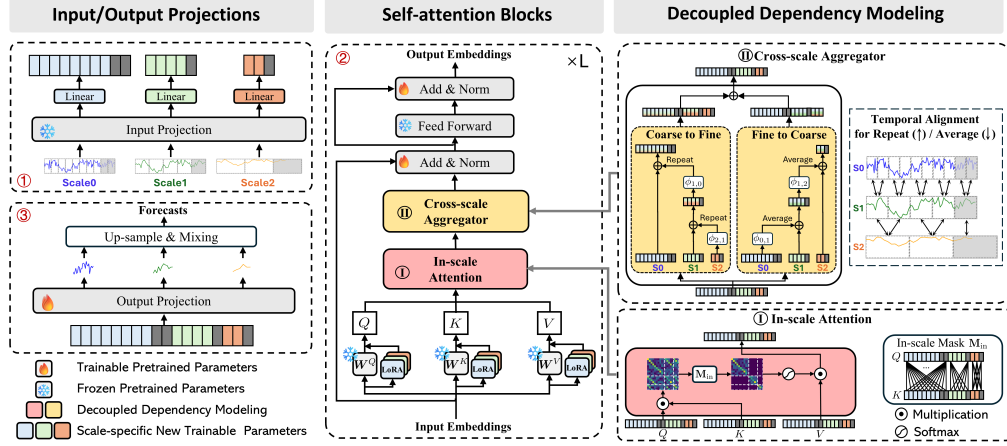 Input/Output Projections
Linear
Linear
Linear
Input Projection
Scale0
Scale1
Scale2
①
③
Forecasts
Up-sample & Mixing
Output Projection
Trainable Pretrained Parameters
Frozen Pretrained Parameters
Decoupled Dependency Modeling
Scale-specific New Trainable Parameters
Self-attention Blocks
②
Output Embeddings
×L
Add & Norm
Feed Forward
Add & Norm
Ⅱ
Cross-scale
Aggregator
Ⅰ
In-scale
Attention
Q
K
V
W^Q
LoRA
W^K
LoRA
W^V
LoRA
Input Embeddings
Decoupled Dependency Modeling
Ⅱ Cross-scale Aggregator
Coarse to Fine
Repeat
ϕ1,0
Repeat
ϕ2,1
S0
S1
S2
Fine to Coarse
Average
ϕ1,2
Average
ϕ0,1
S0
S1
S2
Temporal Alignment
for Repeat (↑) / Average (↓)
S0
S1
S2
Ⅰ In-scale Attention
M_in
Q
K
V
In-scale Mask M_in
Q
...
K
Multiplication
Softmax